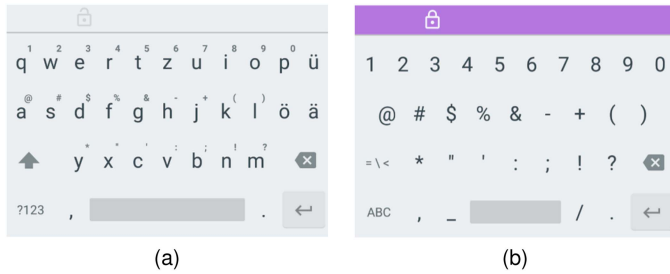 1 2 3 4 5 6 7 8 9 0
q w e r t z u i o p ü
@ # $ % & - + ( )
a s d f g h j k l ö ä
* " ' : ; ! ?
y x c v b n m
?123 , .
(a)
1 2 3 4 5 6 7 8 9 0
@ # $ % & - + ( )
= \ < * " ' : ; ! ?
ABC , _ / .
(b)